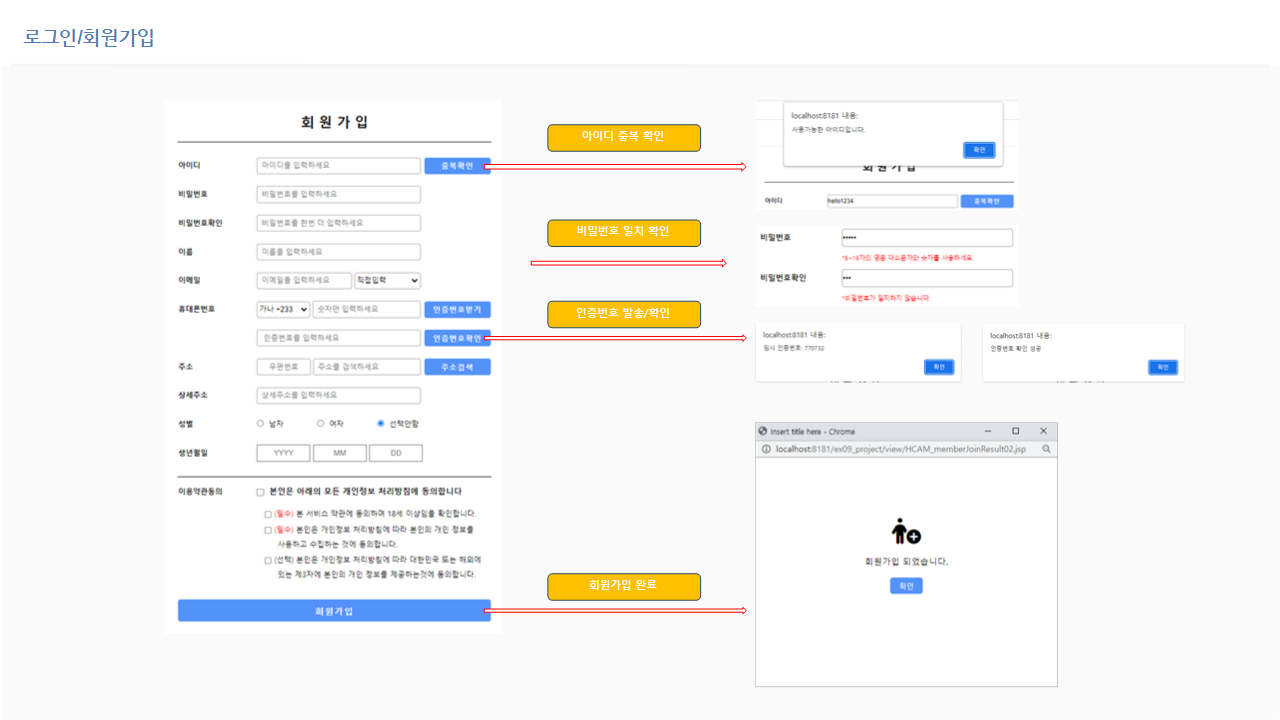 로그인/회원가입
회 원 가 입
아이디
아이디를 입력하세요
중복확인
비밀번호
비밀번호를 입력하세요
비밀번호확인
비밀번호를 한번 더 입력하세요
이름
이름을 입력하세요
이메일
이메일을 입력하세요
직접입력
휴대폰번호
가나 +233
숫자만 입력하세요
인증번호받기
인증번호를 입력하세요
인증번호확인
주소
우편번호
주소를 검색하세요
주소검색
상세주소
상세주소를 입력하세요
성별
남자
여자
선택안함
생년월일
YYYY
MM
DD
이용약관동의
본인은 아래의 모든 개인정보 처리방침에 동의합니다
(필수) 본 서비스 약관에 동의하며 18세 이상임을 확인합니다.
(필수) 본인은 개인정보 처리방침에 따라 본인의 개인 정보를
사용하고 수집하는 것에 동의합니다.
(선택) 본인은 개인정보 처리방침에 따라 대한민국 또는 해외에
있는 제3자에 본인의 개인 정보를 제공하는것에 동의합니다.
회원가입
아이디 중복 확인
비밀번호 일치 확인
인증번호 발송/확인
회원가입 완료
localhost:8181 내용:
사용가능한 아이디입니다.
확인
회 원 가 입
아이디
hello1234
중복확인
비밀번호
*8~16자의 영문 대소문자와 숫자를 사용하세요.
비밀번호확인
*비밀번호가 일치하지 않습니다.
localhost:8181 내용:
임시 인증번호: 770732
확인
localhost:8181 내용:
인증번호 확인 성공
확인
Insert title here - Chrome
localhost:8181/ex09_project/view/HCAM_memberJoinResult02.jsp
회원가입 되었습니다.
확인